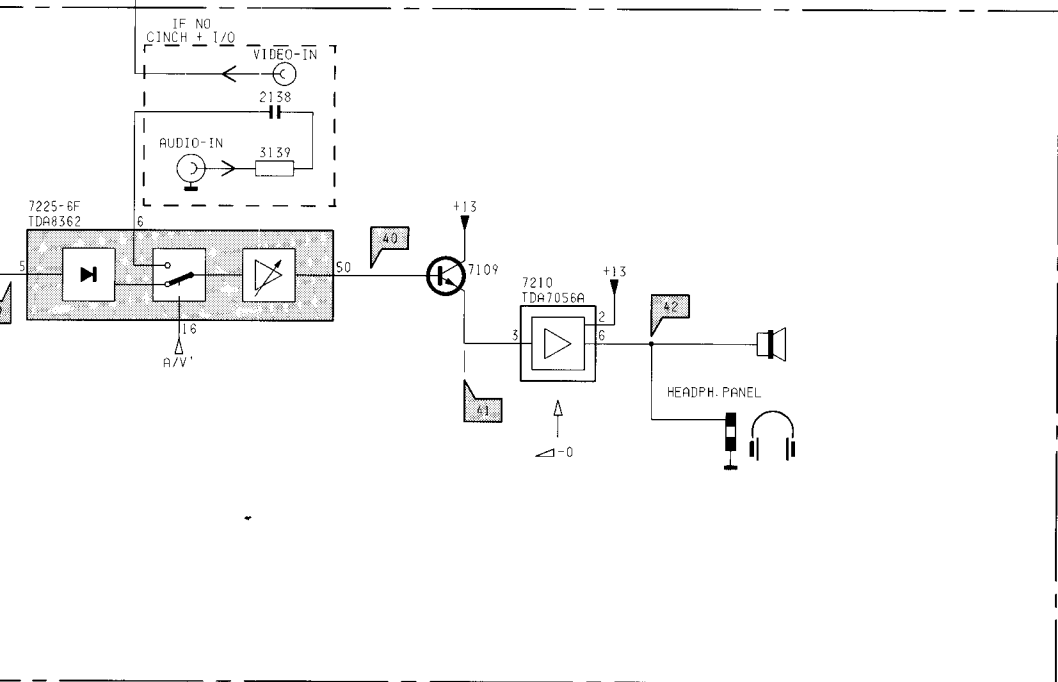 IF NO
CINCH + I/O
VIDEO-IN
2138
AUDIO-IN
3139
7225-6F
TDA8362
6
5
50
16
A/V'
40
+13
7109
41
7210
TDA7056A
3
2
6
+13
42
-0
HEADPH. PANEL